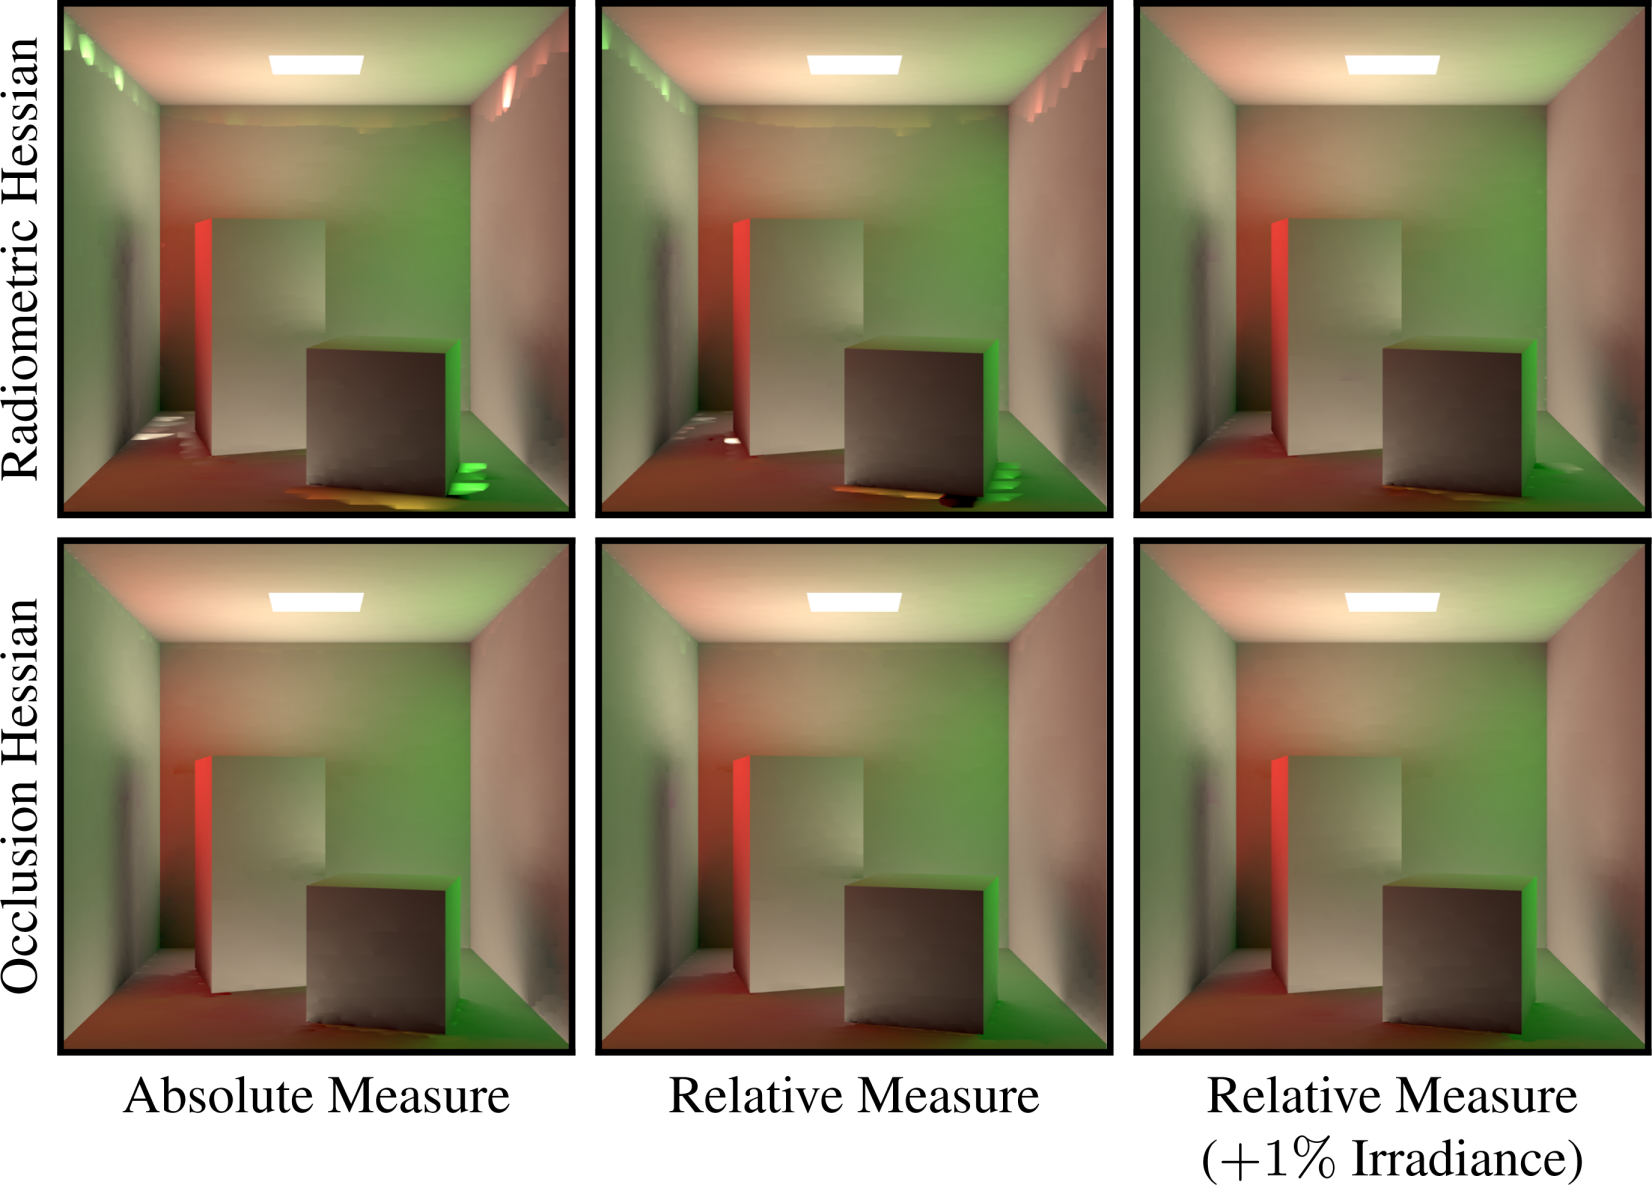 Radiometric Hessian
Occlusion Hessian
Absolute Measure
Relative Measure
Relative Measure
(+1% Irradiance)